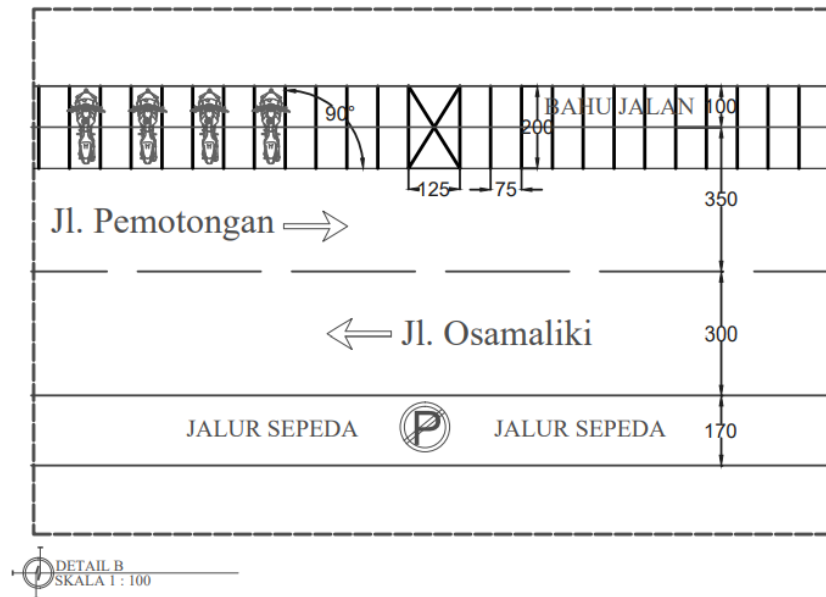 BAHU JALAN
100
90°
200
125
75
350
Jl. Pemotongan
Jl. Osamaliki
300
JALUR SEPEDA
P
JALUR SEPEDA
170
DETAIL B
SKALA 1 : 100